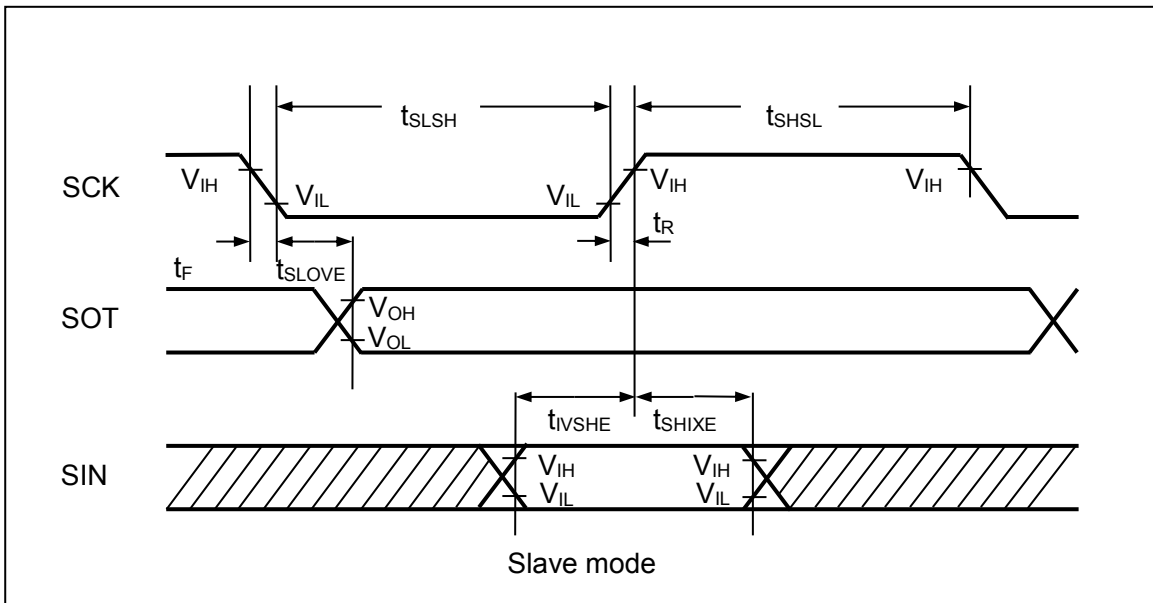 tSLSH tSHSL
SCK VIH VIL VIL VIH VIH
tR
tF tSLOVE
SOT VOH
VOL
tIVSHE tSHIXE
SIN VIH VIH
VIL VIL
Slave mode